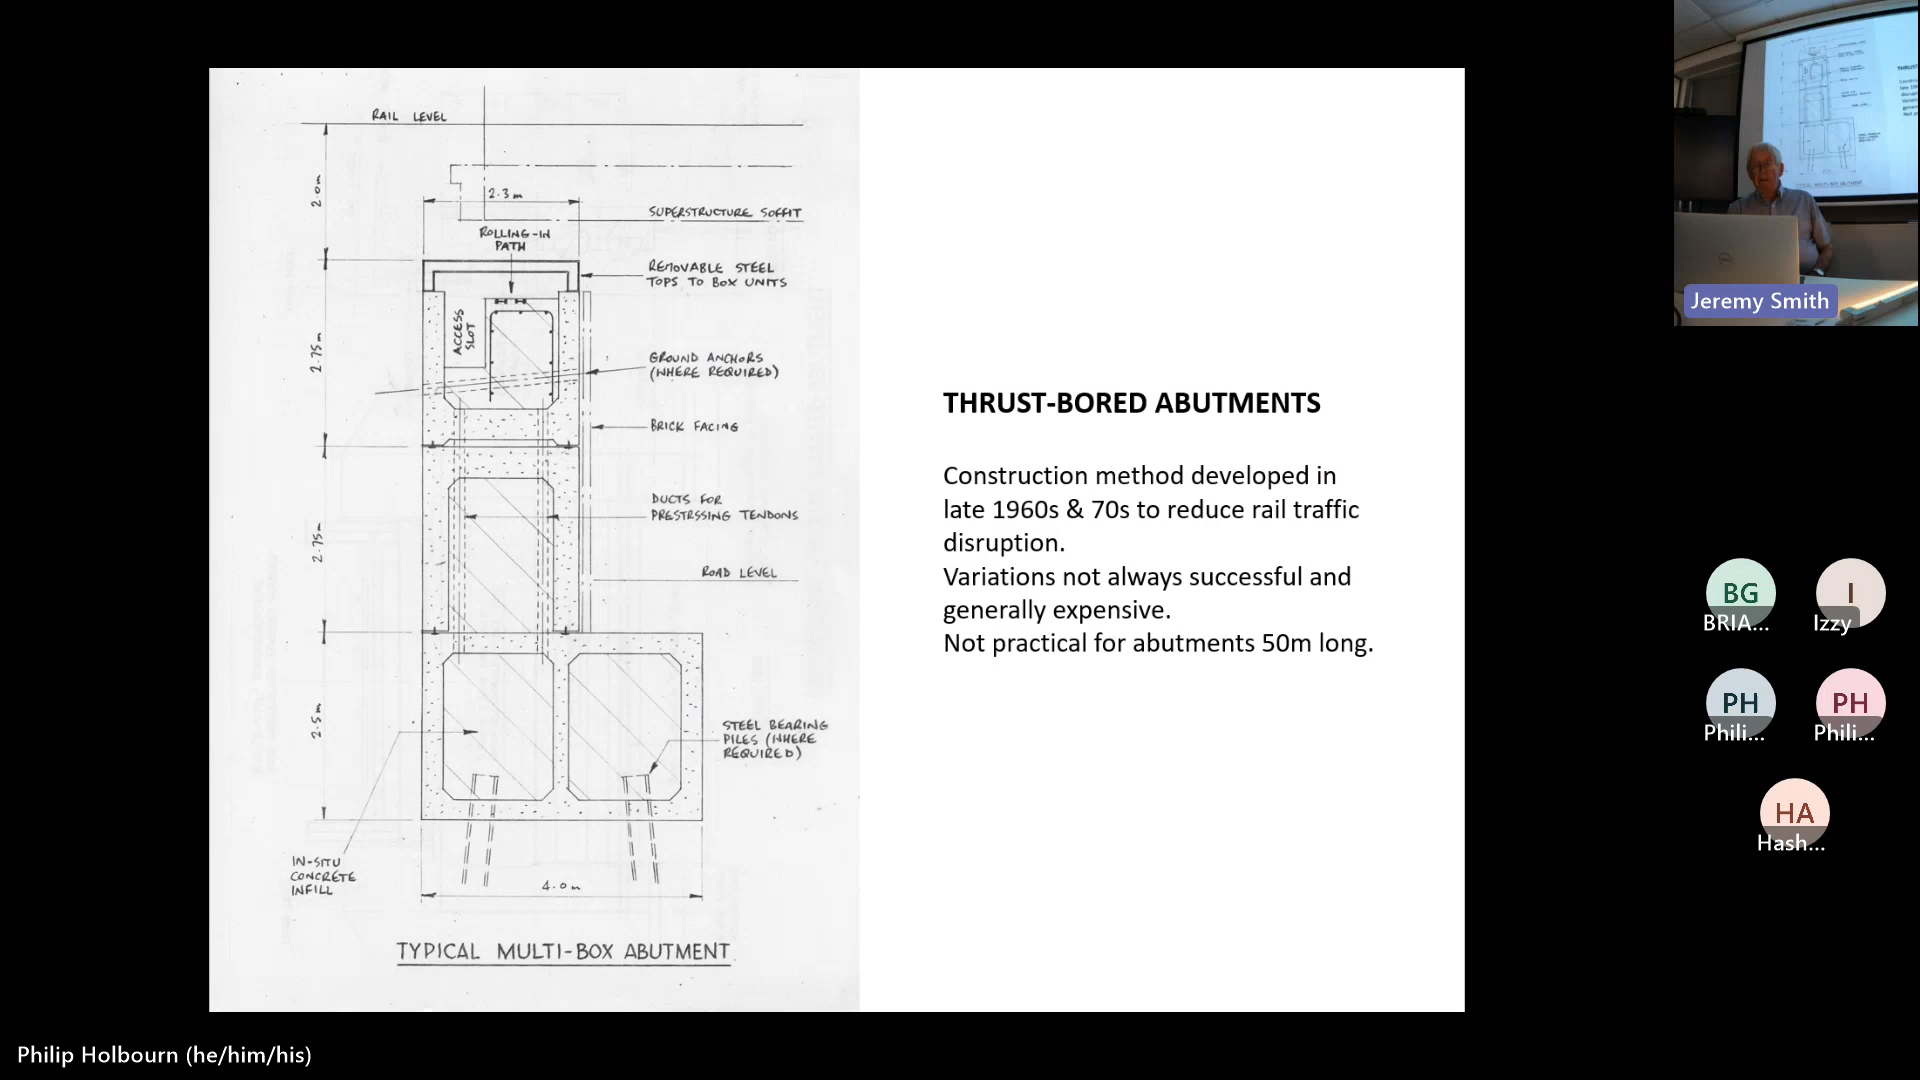 RAIL LEVEL
2.0m
2.3m
SUPERSTRUCTURE SOFFIT
ROLLING-IN
PATH
REMOVABLE STEEL
TOPS TO BOX UNITS
ACCESS
SLOT
2.75m
GROUND ANCHORS
(WHERE REQUIRED)
BRICK FACING
DUCTS FOR
PRESTRSSING TENDONS
2.75m
ROAD LEVEL
2.5m
STEEL BEARING
PILES (WHERE
REQUIRED)
IN-SITU
CONCRETE
INFILL
4.0m
TYPICAL MULTI-BOX ABUTMENT
THRUST-BORED ABUTMENTS
Construction method developed in
late 1960s & 70s to reduce rail traffic
disruption.
Variations not always successful and
generally expensive.
Not practical for abutments 50m long.
Jeremy Smith
BG
BRIA...
I
Izzy
PH
Phili...
PH
Phili...
HA
Hash...
Philip Holbourn (he/him/his)